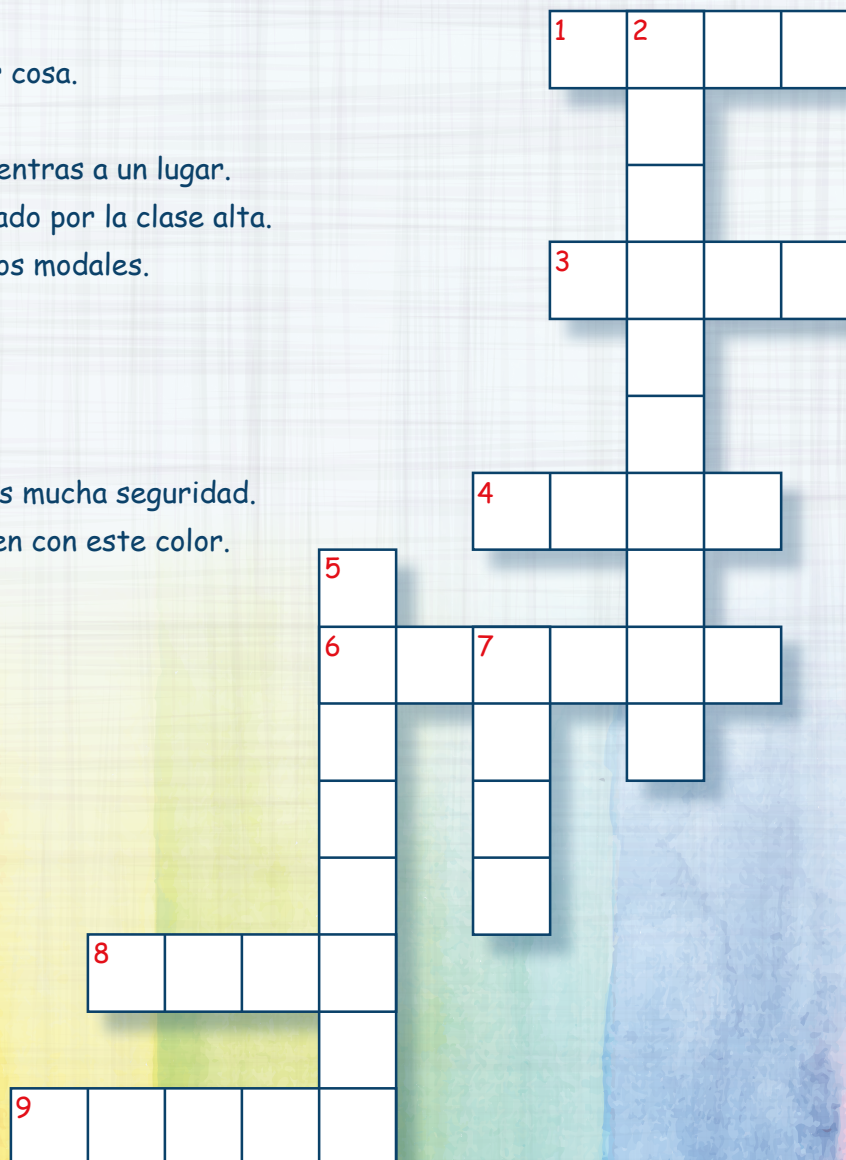 cosa.
entras a un lugar.
ado por la clase alta.
os modales.
s mucha seguridad.
en con este color.
1 2
3
4
5
6 7
8
9